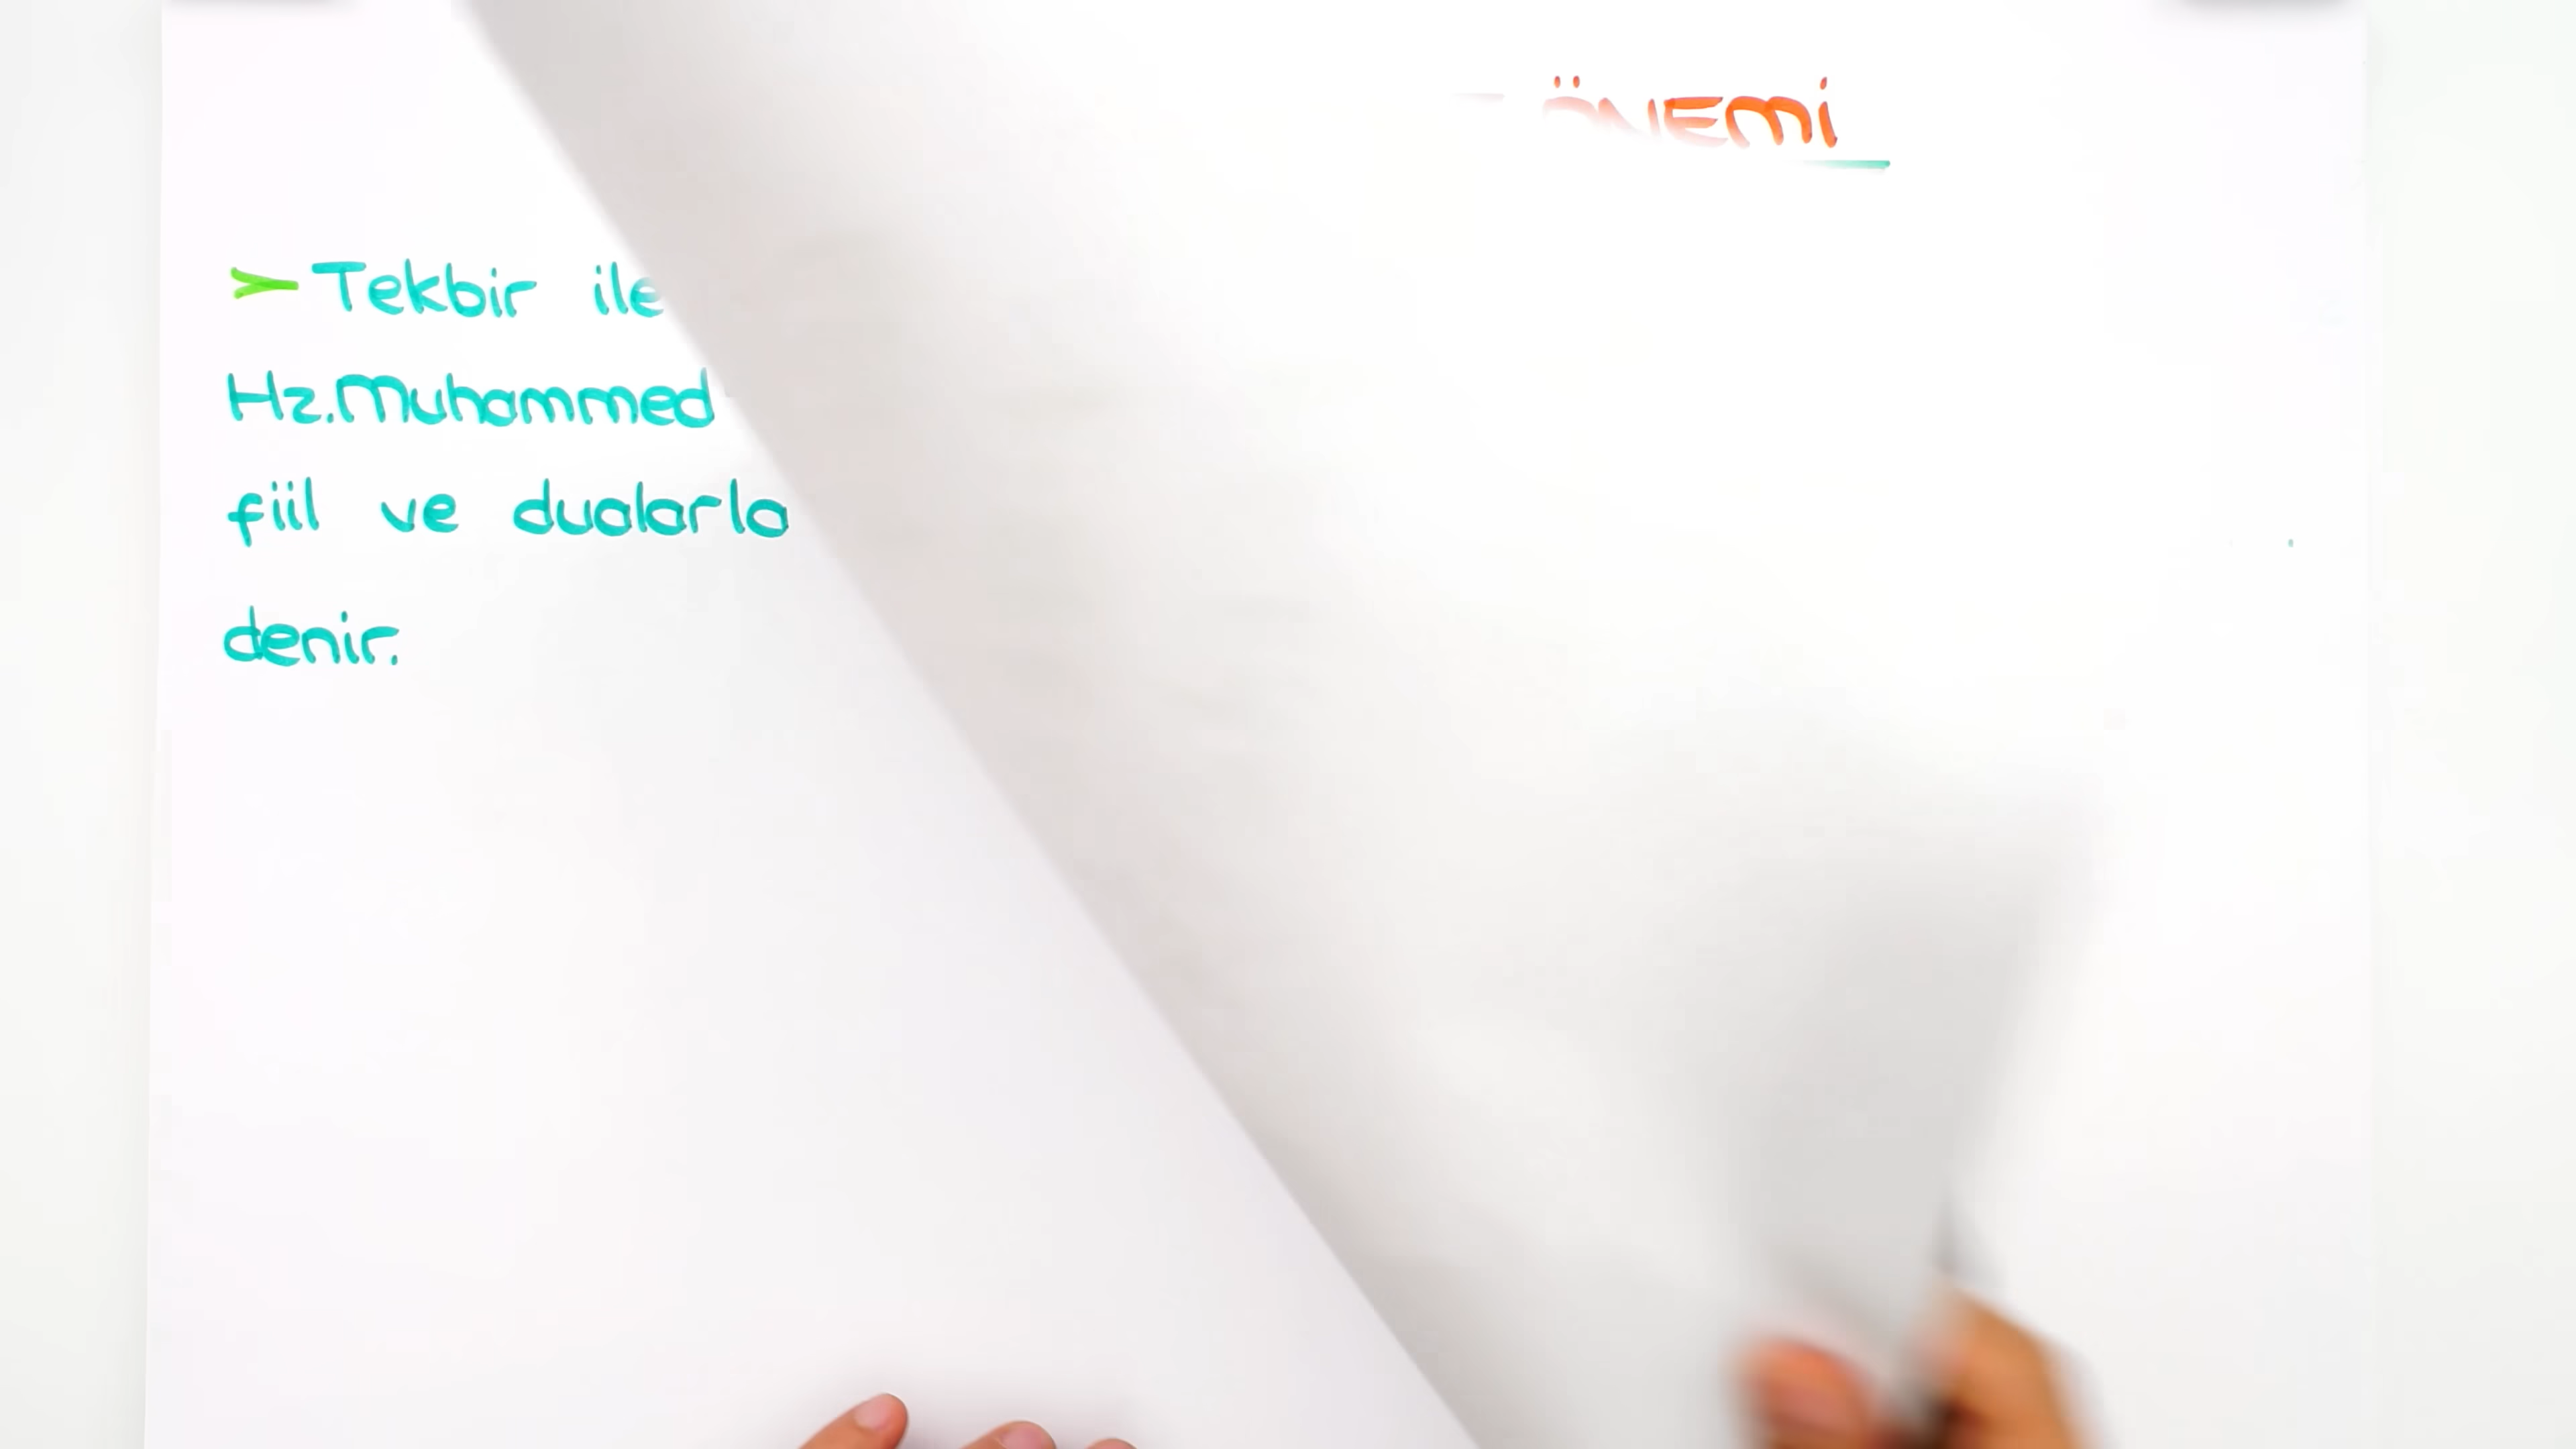 ÖNEMİ
> Tekbir ile
Hz.Muhammed
fiil ve dualarla
denir.